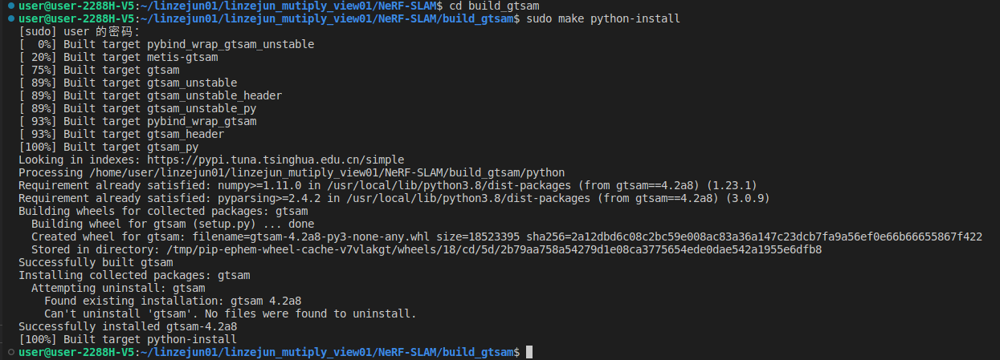 user@user-2288H-V5:~/linzejun01/linzejun_mutiply_view01/NeRF-SLAM$ cd build_gtsam
user@user-2288H-V5:~/linzejun01/linzejun_mutiply_view01/NeRF-SLAM/build_gtsam$ sudo make python-install
[sudo] user 的密码：
[  0%] Built target pybind_wrap_gtsam_unstable
[ 20%] Built target metis-gtsam
[ 75%] Built target gtsam
[ 89%] Built target gtsam_unstable
[ 89%] Built target gtsam_unstable_header
[ 89%] Built target gtsam_unstable_py
[ 93%] Built target pybind_wrap_gtsam
[ 93%] Built target gtsam_header
[100%] Built target gtsam_py
Looking in indexes: https://pypi.tuna.tsinghua.edu.cn/simple
Processing /home/user/linzejun01/linzejun_mutiply_view01/NeRF-SLAM/build_gtsam/python
Requirement already satisfied: numpy>=1.11.0 in /usr/local/lib/python3.8/dist-packages (from gtsam==4.2a8) (1.23.1)
Requirement already satisfied: pyparsing>=2.4.2 in /usr/local/lib/python3.8/dist-packages (from gtsam==4.2a8) (3.0.9)
Building wheels for collected packages: gtsam
  Building wheel for gtsam (setup.py) ... done
  Created wheel for gtsam: filename=gtsam-4.2a8-py3-none-any.whl size=18523395 sha256=2a12dbd6c08c2bc59e008ac83a36a147c23dcb7fa9a56ef0e66b66655867f422
  Stored in directory: /tmp/pip-ephem-wheel-cache-v7vlakgt/wheels/18/cd/5d/2b79aa758a54279d1e08ca3775654ede0dae542a1955e6dfb8
Successfully built gtsam
Installing collected packages: gtsam
  Attempting uninstall: gtsam
    Found existing installation: gtsam 4.2a8
    Can't uninstall 'gtsam'. No files were found to uninstall.
Successfully installed gtsam-4.2a8
[100%] Built target python-install
user@user-2288H-V5:~/linzejun01/linzejun_mutiply_view01/NeRF-SLAM/build_gtsam$